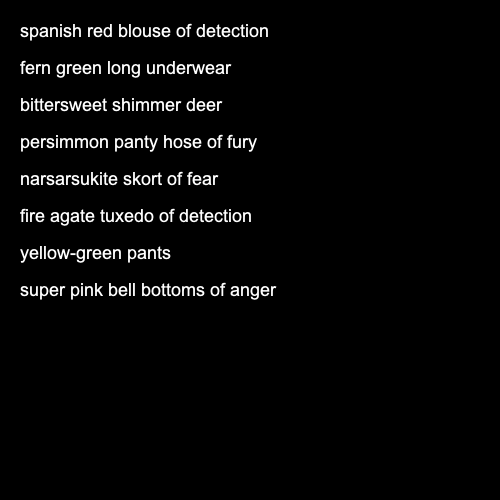 spanish red blouse of detection
fern green long underwear
bittersweet shimmer deer
persimmon panty hose of fury
narsarsukite skort of fear
fire agate tuxedo of detection
yellow-green pants
super pink bell bottoms of anger